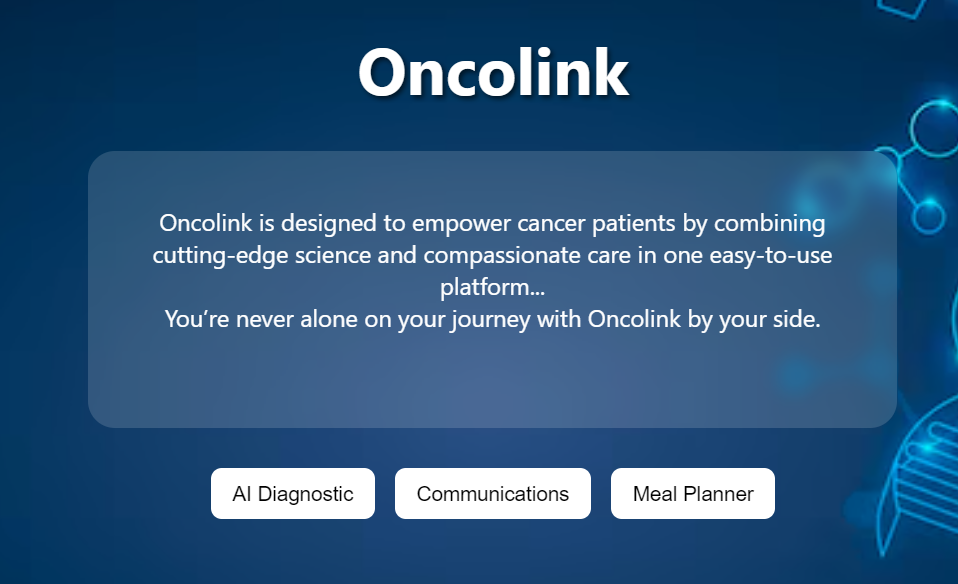 Oncolink
Oncolink is designed to empower cancer patients by combining
cutting-edge science and compassionate care in one easy-to-use
platform...
You’re never alone on your journey with Oncolink by your side.
AI Diagnostic
Communications
Meal Planner